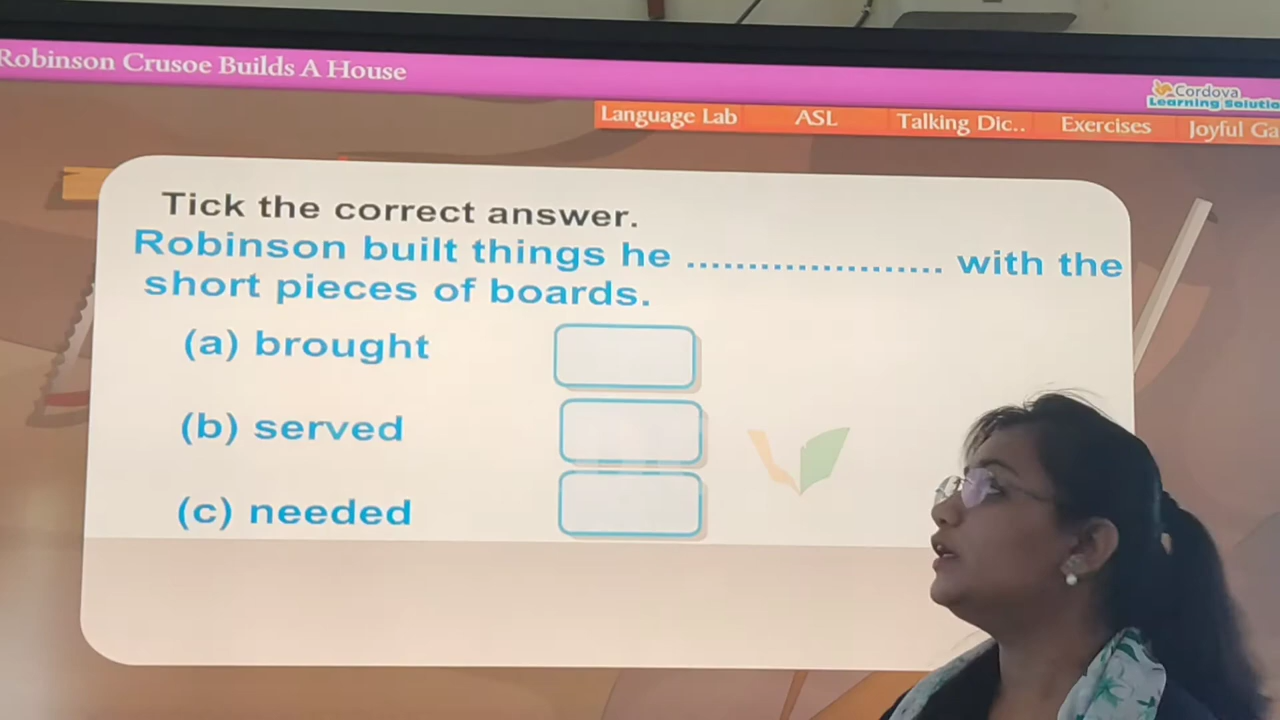 Robinson Crusoe Builds A House
Cordova
Learning Solutio
Language Lab ASL Talking Dic.. Exercises Joyful Ga
Tick the correct answer.
Robinson built things he ..................... with the
short pieces of boards.
(a) brought
(b) served
(c) needed